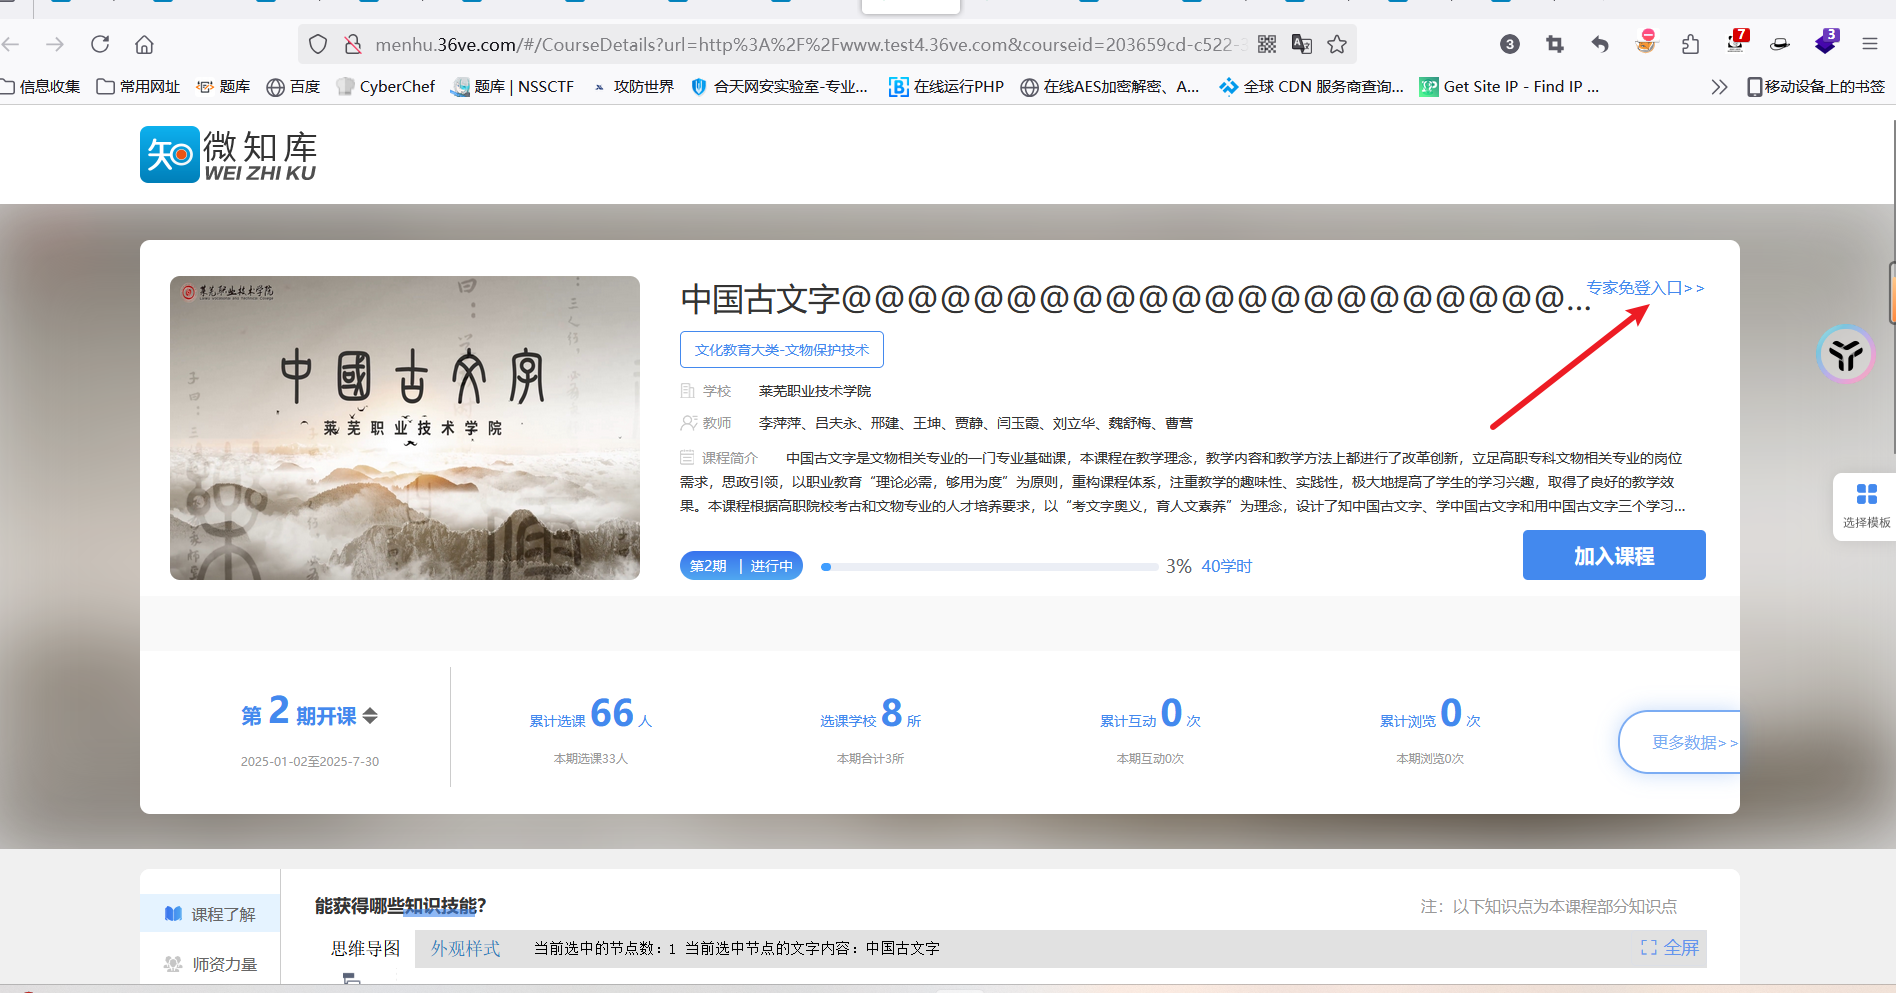 menhu.36ve.com/#/CourseDetails?url=http%3A%2F%2Fwww.test4.36ve.com&courseid=203659cd-c522-3
3
7
3
信息收集
常用网址
题库
百度
CyberChef
题库 | NSSCTF
攻防世界
合天网安实验室-专业...
在线运行PHP
在线AES加密解密、A...
全球 CDN 服务商查询...
Get Site IP - Find IP ...
移动设备上的书签
知
微知库
WEI ZHI KU
莱芜职业技术学院
中國古文字
莱芜职业技术学院
中国古文字@@@@@@@@@@@@@@@@@@@@@@...
专家免登入口>>
文化教育大类-文物保护技术
学校 莱芜职业技术学院
教师 李萍萍、吕夫永、邢建、王坤、贾静、闫玉霞、刘立华、魏舒梅、曹蕾
课程简介 中国古文字是文物相关专业的一门专业基础课，本课程在教学理念，教学内容和教学方法上都进行了改革创新，立足高职专科文物相关专业的岗位
需求，思政引领，以职业教育“理论必需，够用为度”为原则，重构课程体系，注重教学的趣味性、实践性，极大地提高了学生的学习兴趣，取得了良好的教学效
果。本课程根据高职院校考古和文物专业的人才培养要求，以“考文字奥义，育人文素养”为理念，设计了知中国古文字、学中国古文字和用中国古文字三个学习...
第2期 | 进行中
3% 40学时
加入课程
选择模板
第 2 期开课
2025-01-02至2025-7-30
累计选课 66 人
本期选课33人
选课学校 8 所
本期合计3所
累计互动 0 次
本期互动0次
累计浏览 0 次
本期浏览0次
更多数据>>
课程了解
师资力量
能获得哪些知识技能?
注：以下知识点为本课程部分知识点
思维导图
外观样式
当前选中的节点数：1 当前选中节点的文字内容：中国古文字
全屏